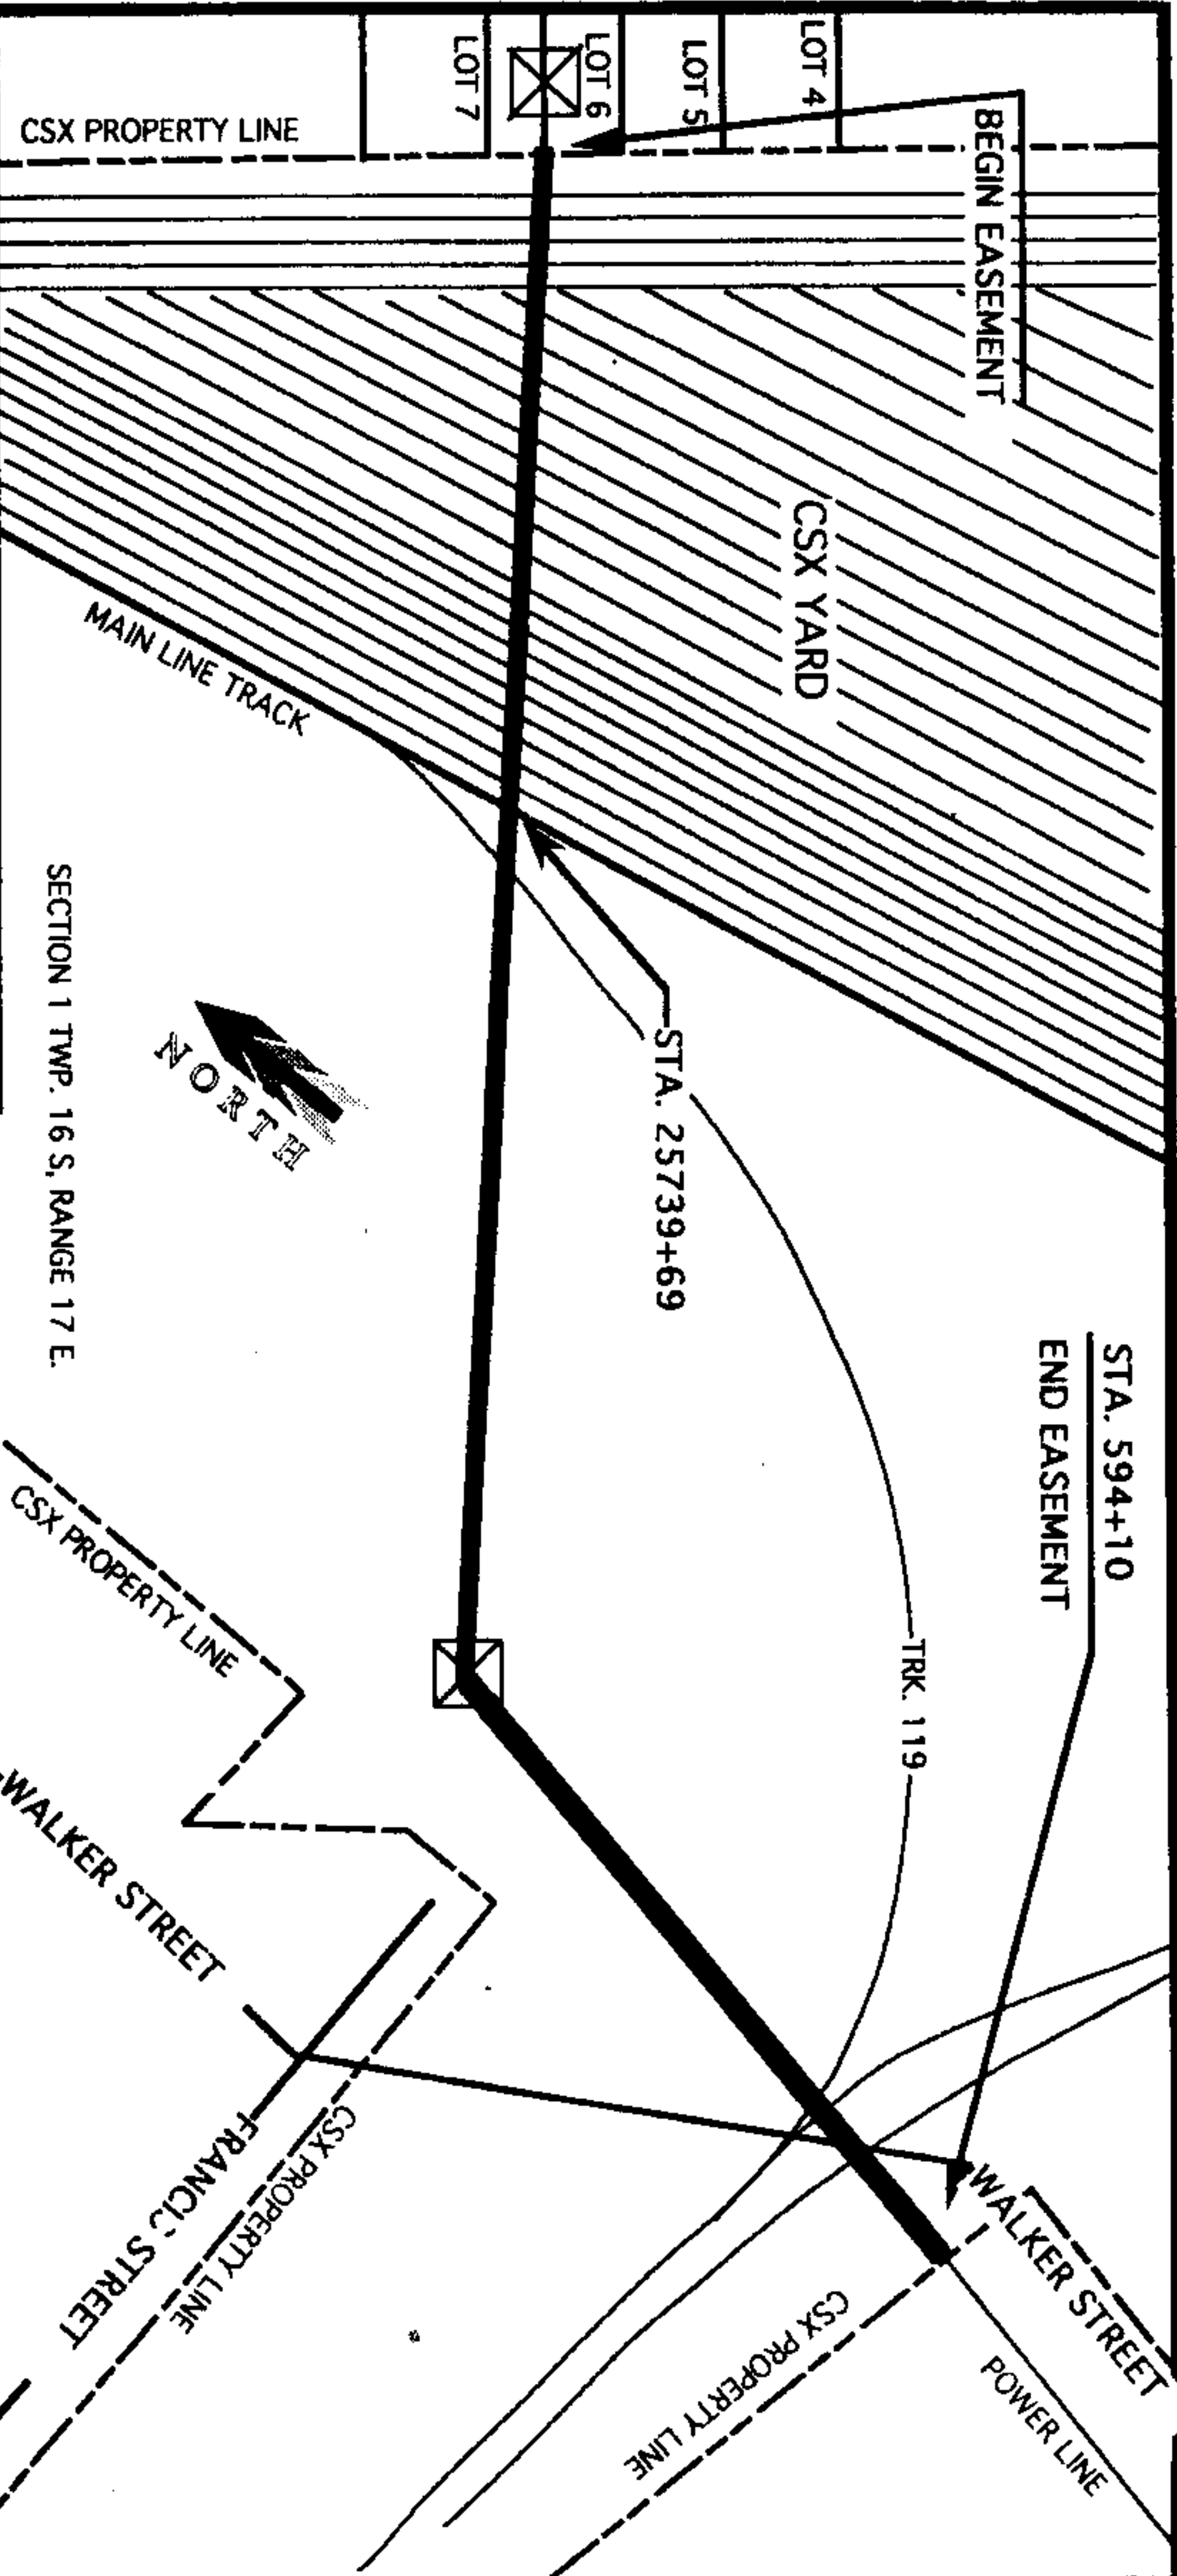 LOT 4
LOT 5
LOT 6
LOT 7
CSX PROPERTY LINE
BEGIN EASEMENT
CSX YARD
MAIN LINE TRACK
STA. 25739+69
NORTH
SECTION 1 TWP. 16 S, RANGE 17 E.
STA. 594+10
END EASEMENT
TRK. 119
CSX PROPERTY LINE
WALKER STREET
FRANCIS STREET
CSX PROPERTY LINE
WALKER STREET
CSX PROPERTY LINE
POWER LINE